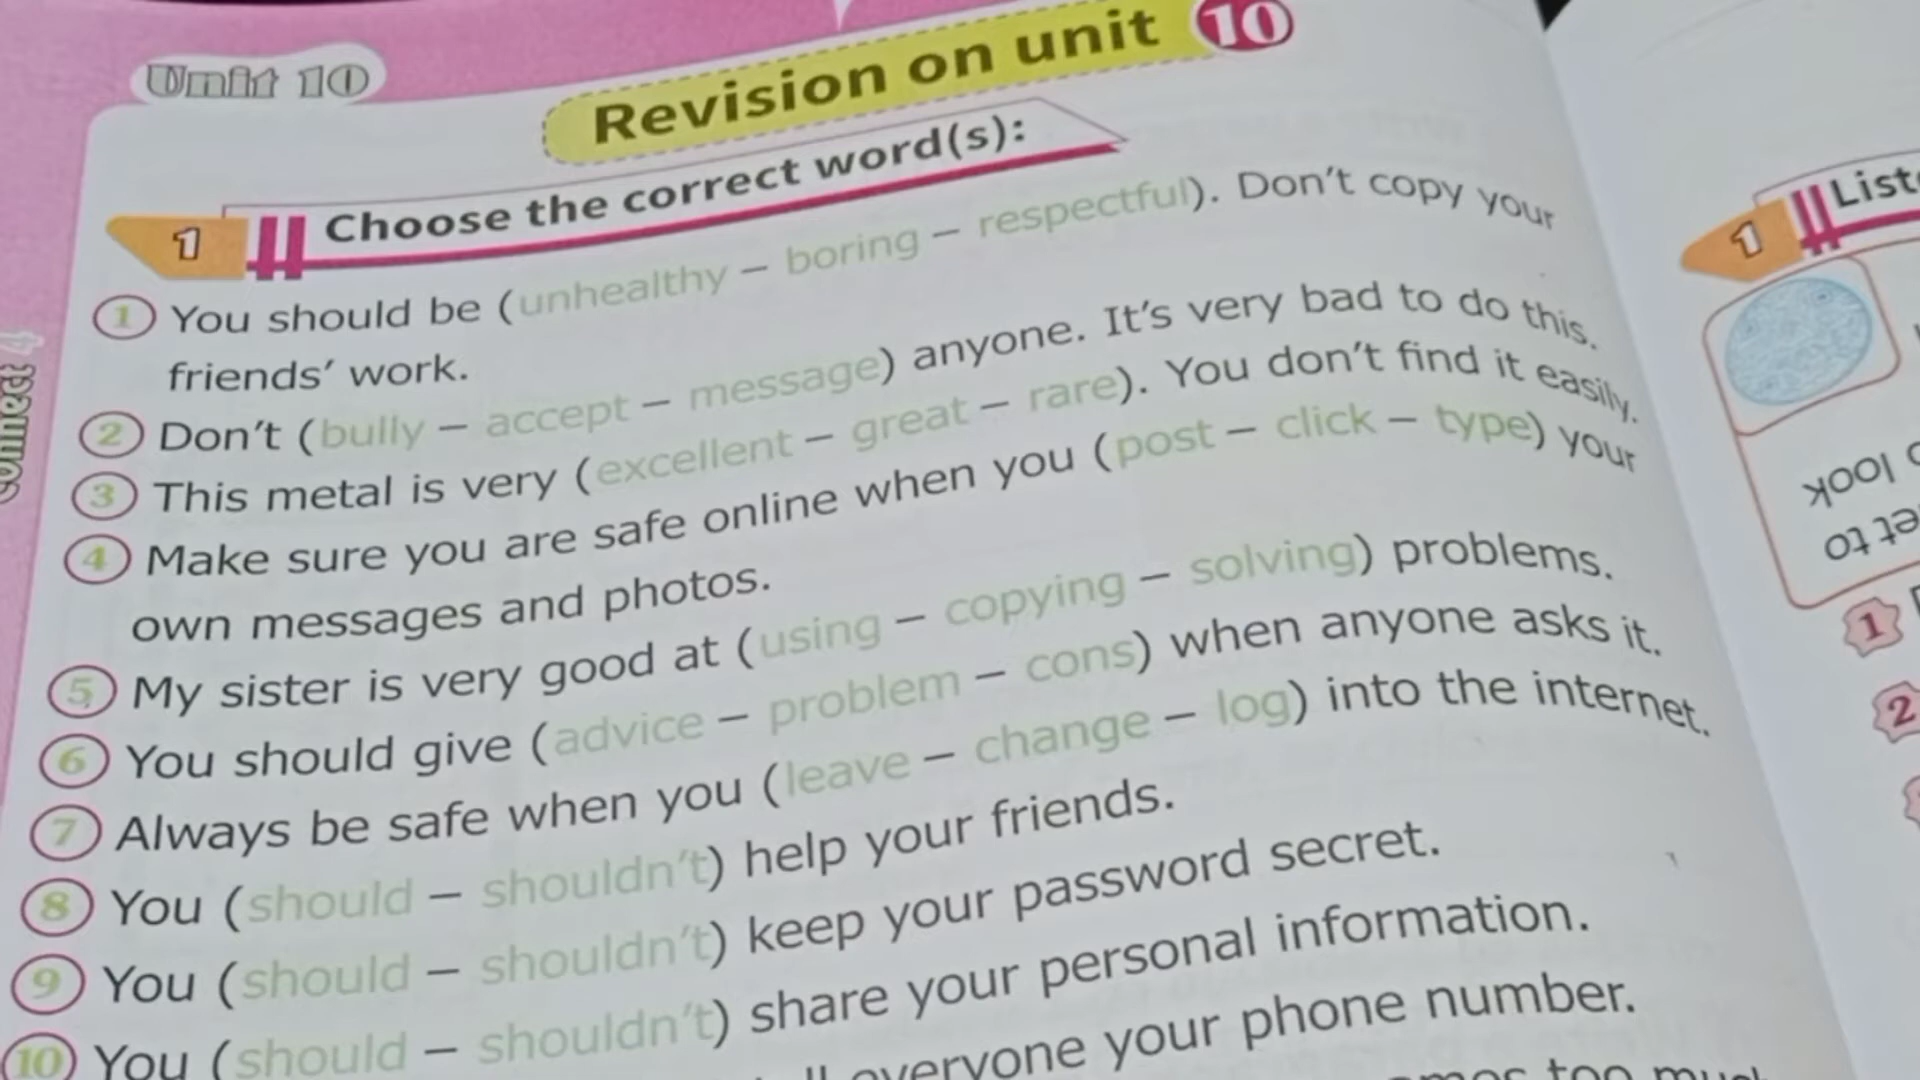 Unit 10
Revision on unit 10
1 Choose the correct word(s):
1 You should be (unhealthy – boring – respectful). Don't copy your
friends' work.
2 Don't (bully – accept – message) anyone. It's very bad to do this.
3 This metal is very (excellent – great – rare). You don't find it easily.
4 Make sure you are safe online when you (post – click – type) your
own messages and photos.
5 My sister is very good at (using – copying – solving) problems.
6 You should give (advice – problem – cons) when anyone asks it.
7 Always be safe when you (leave – change – log) into the internet.
8 You (should – shouldn't) help your friends.
9 You (should – shouldn't) keep your password secret.
10 You (should – shouldn't) share your personal information.
everyone your phone number.
too much
Connect 4
1
look
to
1
2